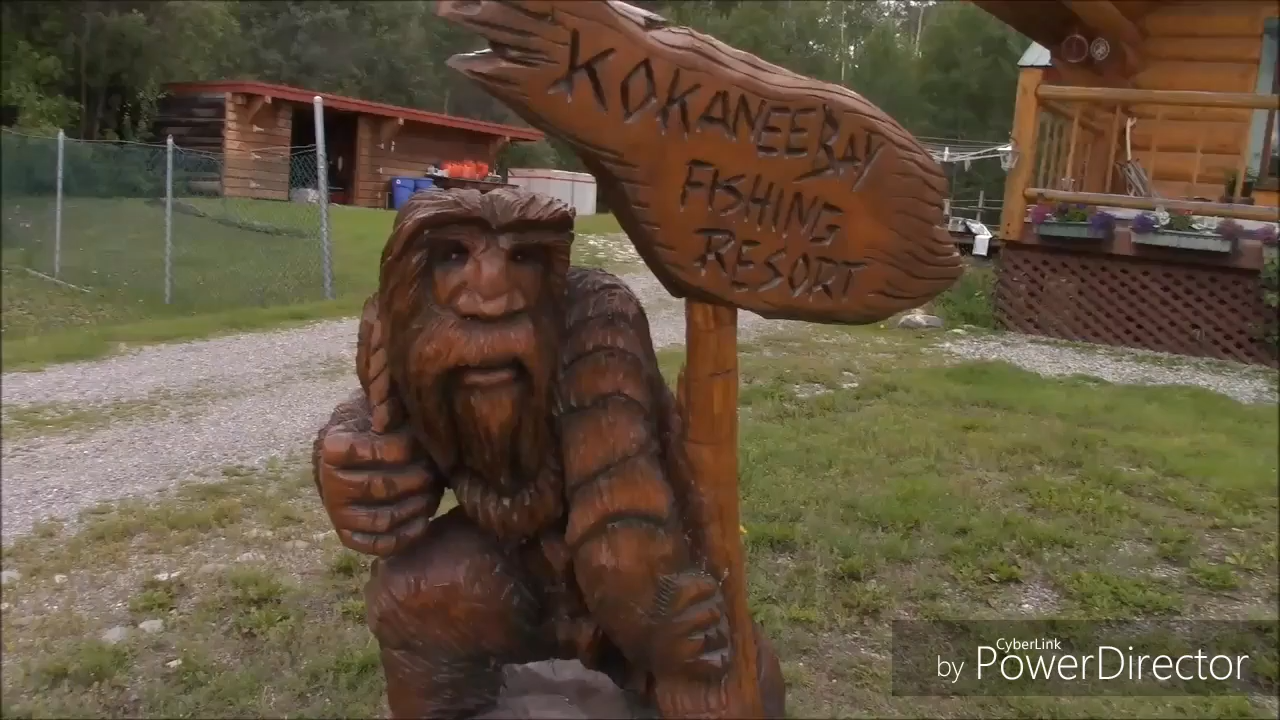 KOKANEE BAY
FISHING
RESORT
CyberLink
by PowerDirector